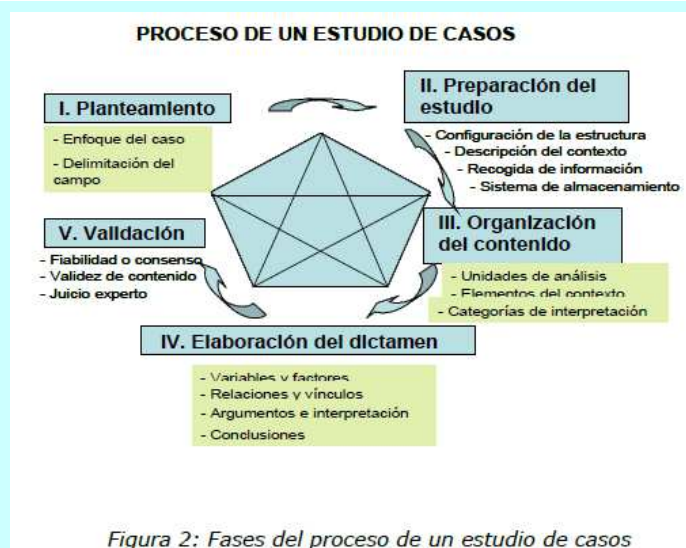 PROCESO DE UN ESTUDIO DE CASOS
I. Planteamiento
- Enfoque del caso
- Delimitación del
campo
II. Preparación del
estudio
- Configuración de la estructura
- Descripción del contexto
- Recogida de información
- Sistema de almacenamiento
III. Organización
del contenido
- Unidades de análisis
- Elementos del contexto
- Categorías de interpretación
IV. Elaboración del dictamen
- Variables y factores
- Relaciones y vínculos
- Argumentos e interpretación
- Conclusiones
V. Validación
- Fiabilidad o consenso
- Validez de contenido
- Juicio experto
Figura 2: Fases del proceso de un estudio de casos